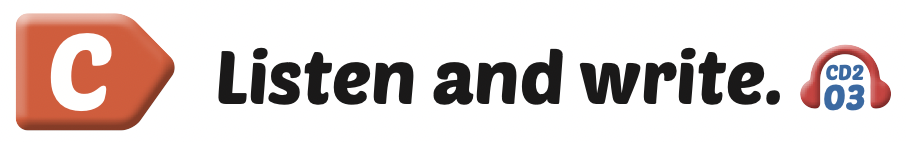 C Listen and write. CD2
03